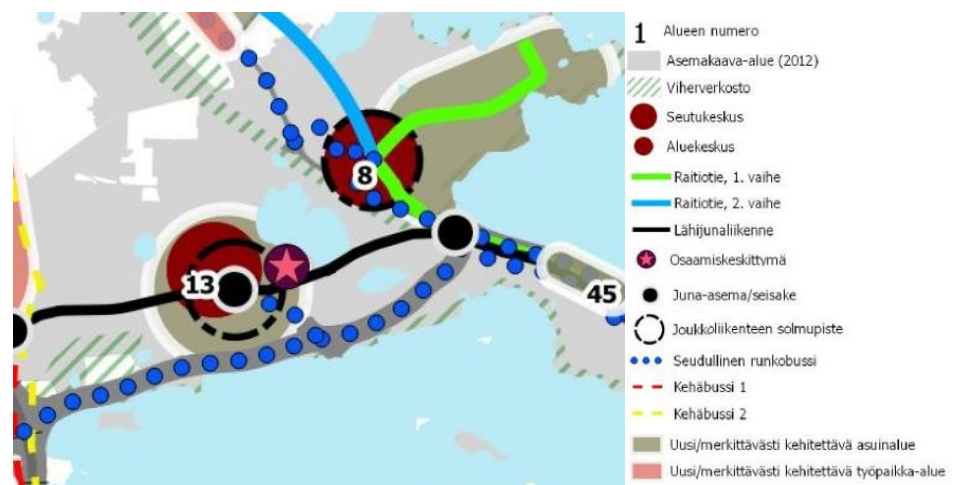 8
13
45
1 Alueen numero
Asemakaava-alue (2012)
Viherverkosto
Seutukeskus
Aluekeskus
Raitiotie, 1. vaihe
Raitiotie, 2. vaihe
Lähijunaliikenne
Osaamiskeskittymä
Juna-asema/seisake
Joukkoliikenteen solmupiste
Seudullinen runkobussi
Kehäbussi 1
Kehäbussi 2
Uusi/merkittävästi kehitettävä asuinalue
Uusi/merkittävästi kehitettävä työpaikka-alue